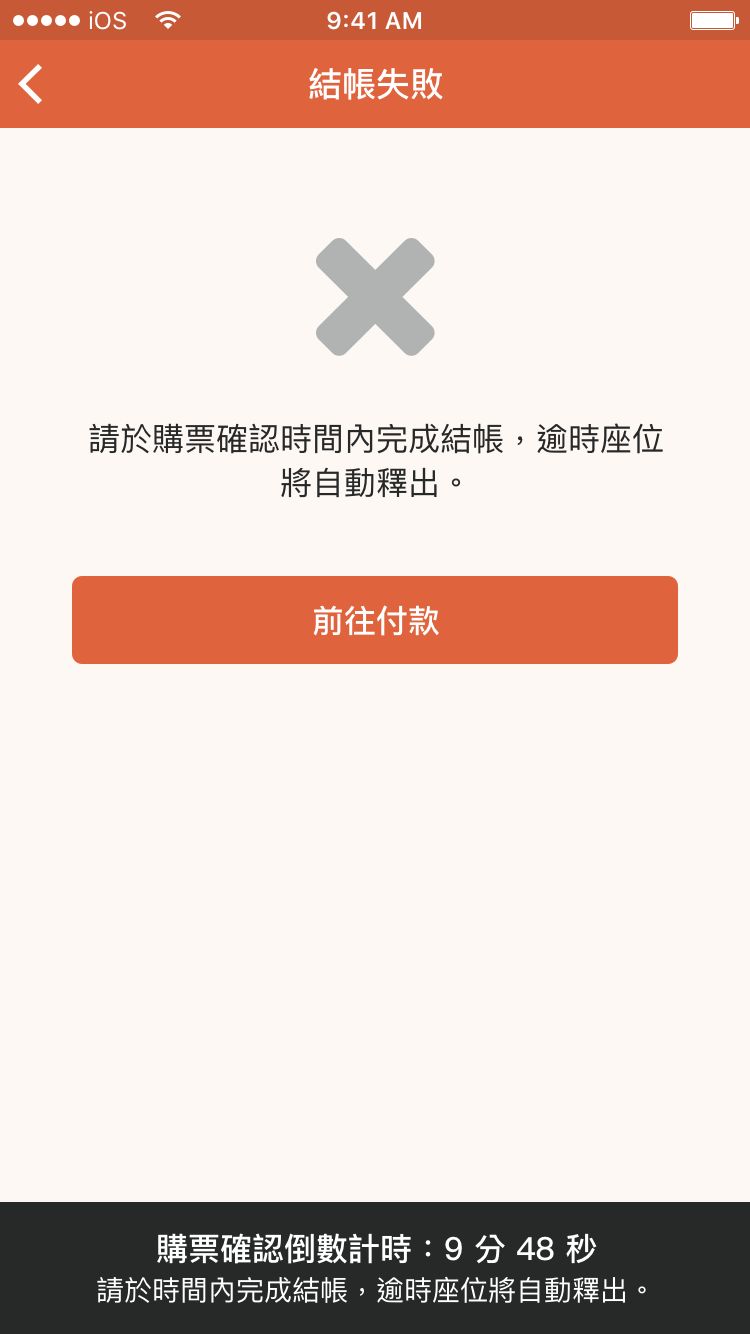 iOS 9:41 AM
結帳失敗
請於購票確認時間內完成結帳，逾時座位
將自動釋出。
前往付款
購票確認倒數計時：9 分 48 秒
請於時間內完成結帳，逾時座位將自動釋出。